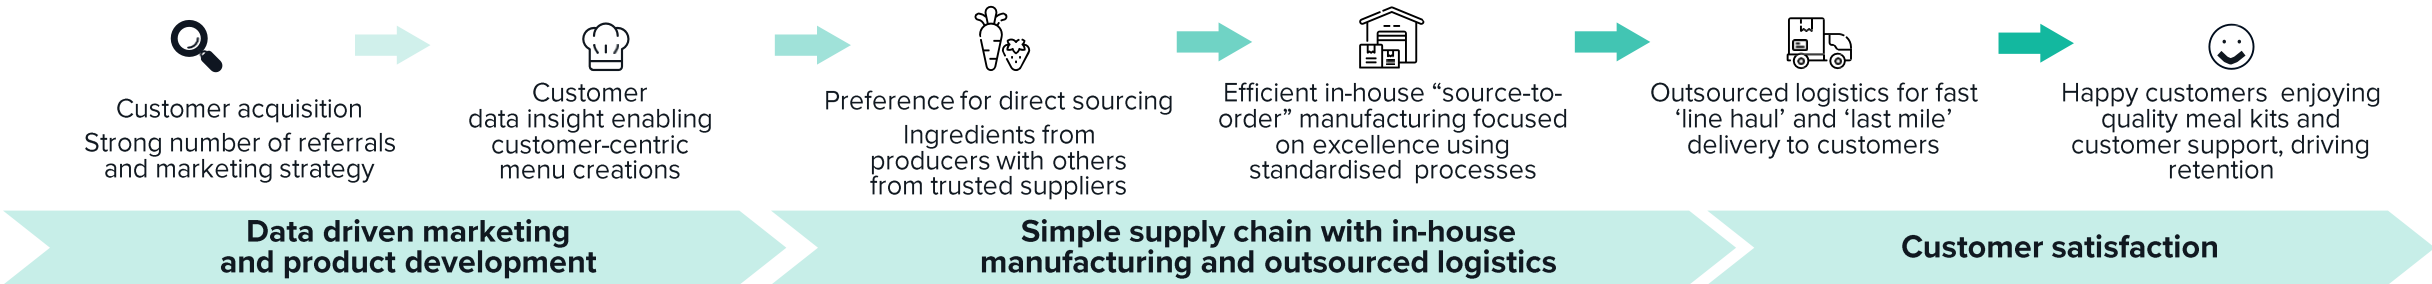 Customer acquisition
Strong number of referrals
and marketing strategy
Customer
data insight enabling
customer-centric
menu creations
Preference for direct sourcing
Ingredients from
producers with others
from trusted suppliers
Efficient in-house “source-to-
order” manufacturing focused
on excellence using
standardised processes
Outsourced logistics for fast
‘line haul’ and ‘last mile’
delivery to customers
Happy customers enjoying
quality meal kits and
customer support, driving
retention
Data driven marketing
and product development
Simple supply chain with in-house
manufacturing and outsourced logistics
Customer satisfaction